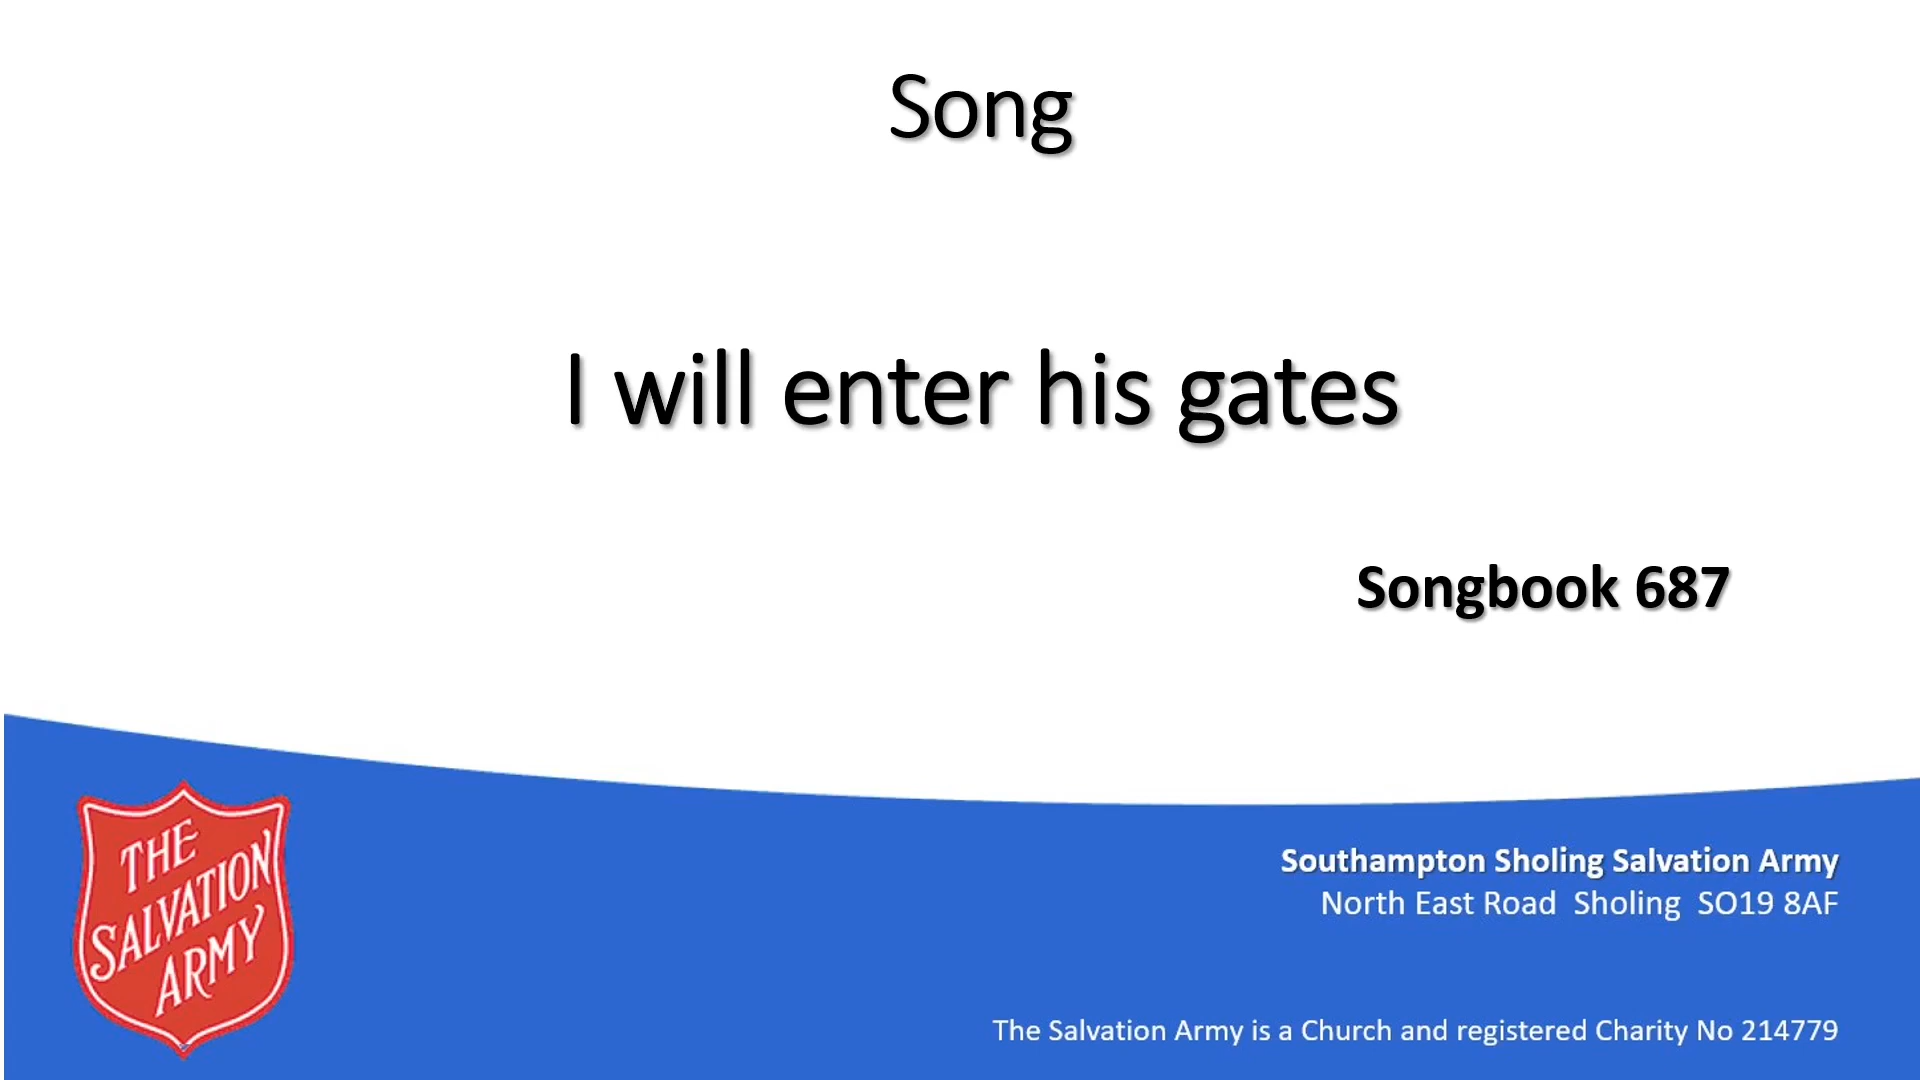 Song
I will enter his gates
Songbook 687
THE
SALVATION
ARMY
Southampton Sholing Salvation Army
North East Road  Sholing  SO19 8AF
The Salvation Army is a Church and registered Charity No 214779